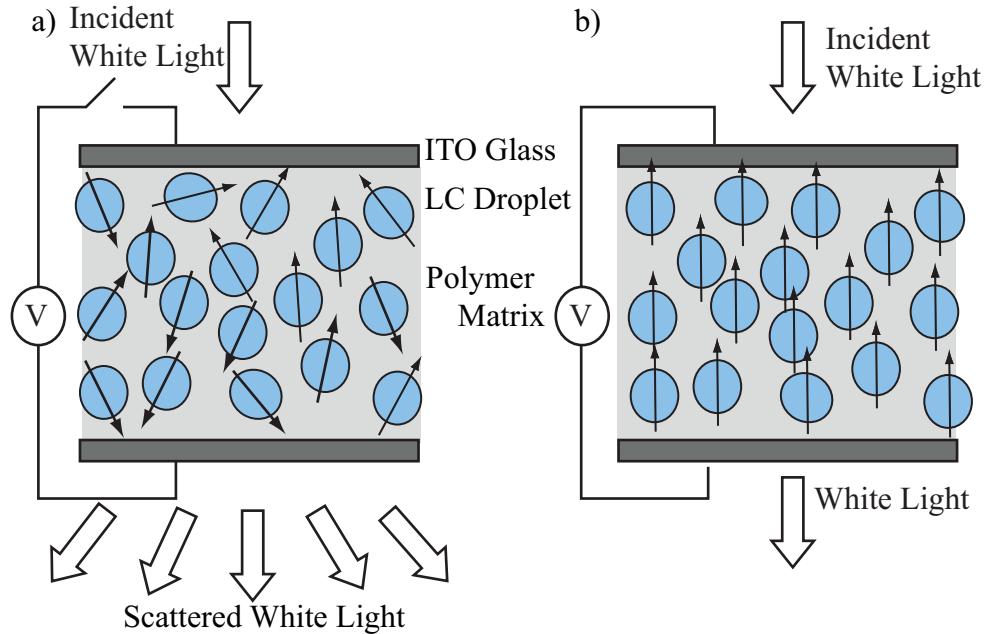 a)
Incident
White Light
ITO Glass
LC Droplet
Polymer
Matrix
V
Scattered White Light
b)
Incident
White Light
V
White Light